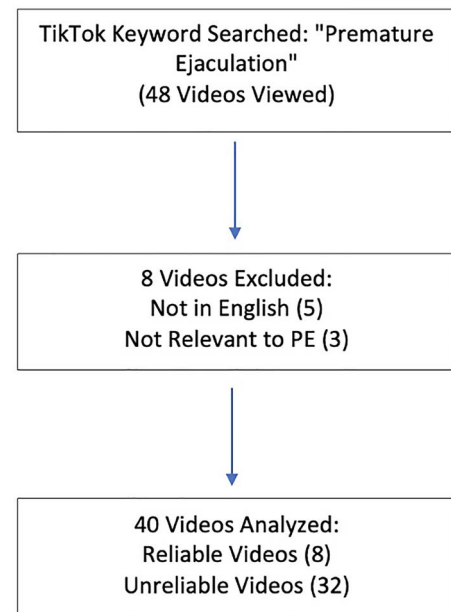 TikTok Keyword Searched: "Premature
Ejaculation"
(48 Videos Viewed)
8 Videos Excluded:
Not in English (5)
Not Relevant to PE (3)
40 Videos Analyzed:
Reliable Videos (8)
Unreliable Videos (32)